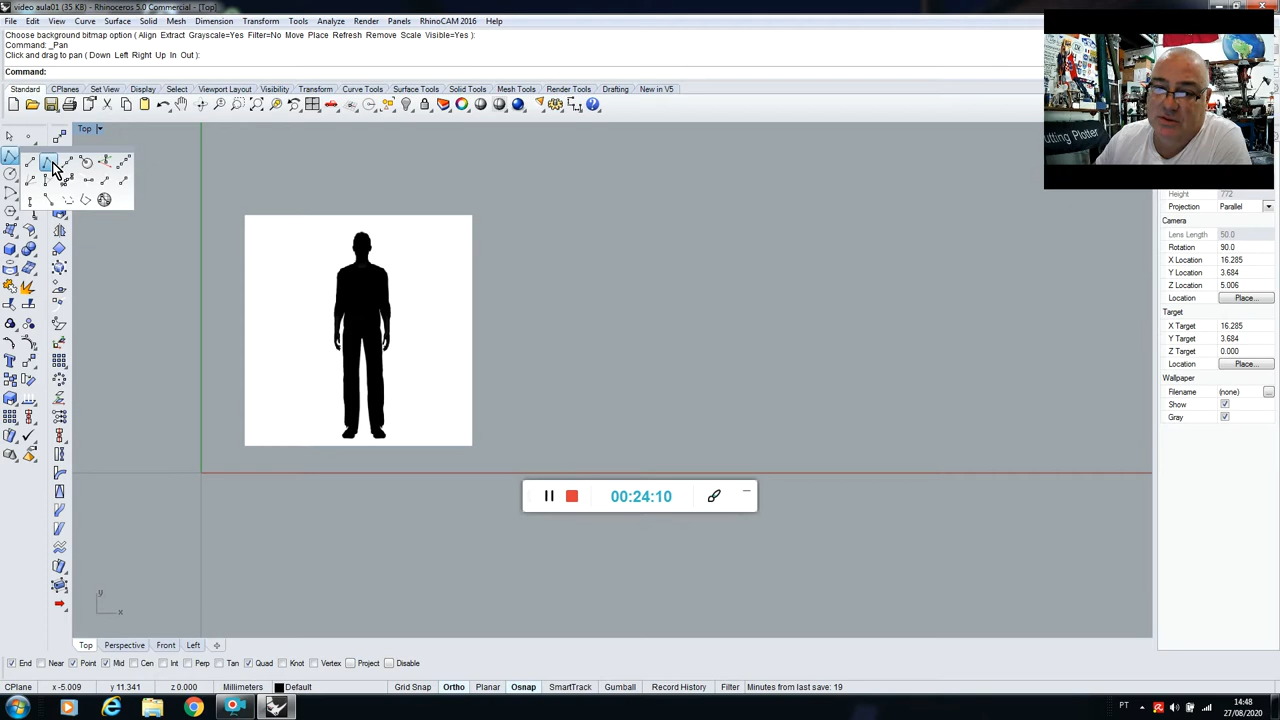 video aula01 (35 KB) - Rhinoceros 5.0 Commercial - [Top]
File Edit View Curve Surface Solid Mesh Dimension Transform Tools Analyze Render Panels RhinoCAM 2016 Help
Choose background bitmap option ( Align Extract Grayscale=Yes Filter=No Move Place Refresh Remove Scale Visible=Yes ):
Command: _Pan
Click and drag to pan ( Down Left Right Up In Out ):
Command:
Standard CPlanes Set View Display Select Viewport Layout Visibility Transform Curve Tools Surface Tools Solid Tools Mesh Tools Render Tools Drafting New in V5
Top
utting Plotter
Height 772
Projection Parallel
Camera
Lens Length 50.0
Rotation 90.0
X Location 16.285
Y Location 3.684
Z Location 5.006
Location Place...
Target
X Target 16.285
Y Target 3.684
Z Target 0.000
Location Place...
Wallpaper
Filename (none) ...
Show
Gray
00:24:10
y
x
Top Perspective Front Left
End Near Point Mid Cen Int Perp Tan Quad Knot Vertex Project Disable
CPlane x -5.009 y 11.341 z 0.000 Millimeters Default Grid Snap Ortho Planar Osnap SmartTrack Gumball Record History Filter Minutes from last save: 19
PT 14:48
27/08/2020